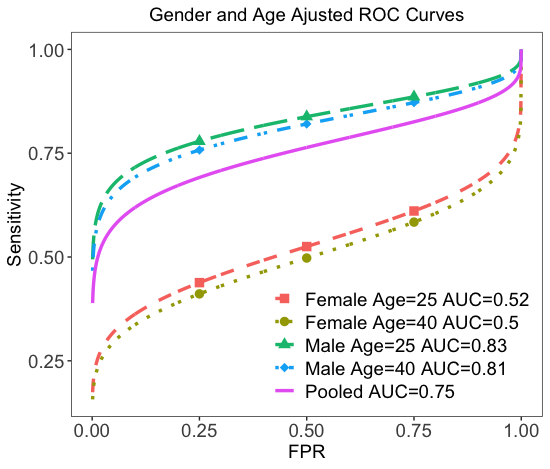 Gender and Age Ajusted ROC Curves
1.00
0.75
0.50
0.25
Sensitivity
Female Age=25 AUC=0.52
Female Age=40 AUC=0.5
Male Age=25 AUC=0.83
Male Age=40 AUC=0.81
Pooled AUC=0.75
0.00 0.25 0.50 0.75 1.00
FPR